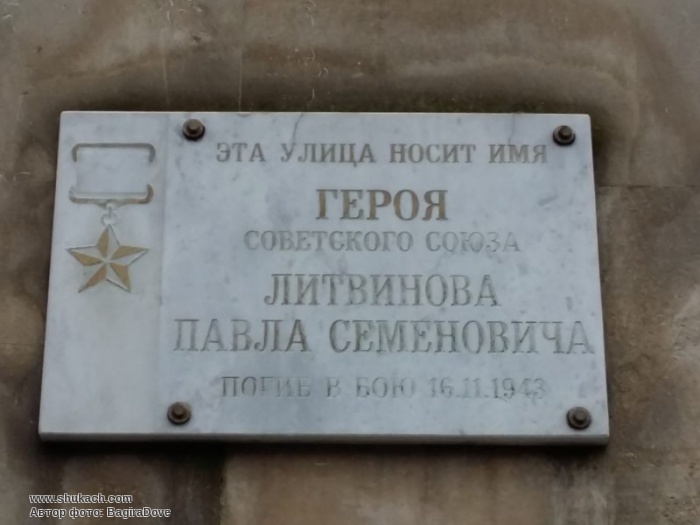 ЭТА УЛИЦА НОСИТ ИМЯ
ГЕРОЯ
СОВЕТСКОГО СОЮЗА
ЛИТВИНОВА
ПАВЛА СЕМЕНОВИЧА
ПОГИБ В БОЮ 16.11.1943
www.shukach.com
Автор фото: BagiraDove